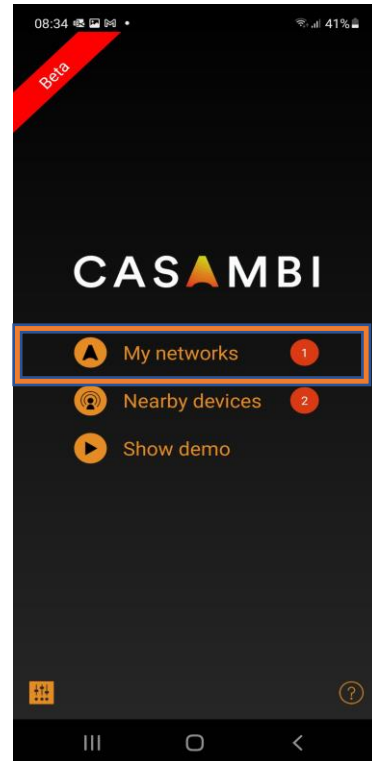 08:34 41%
Beta
CASAMBI
My networks 1
Nearby devices 2
Show demo
?